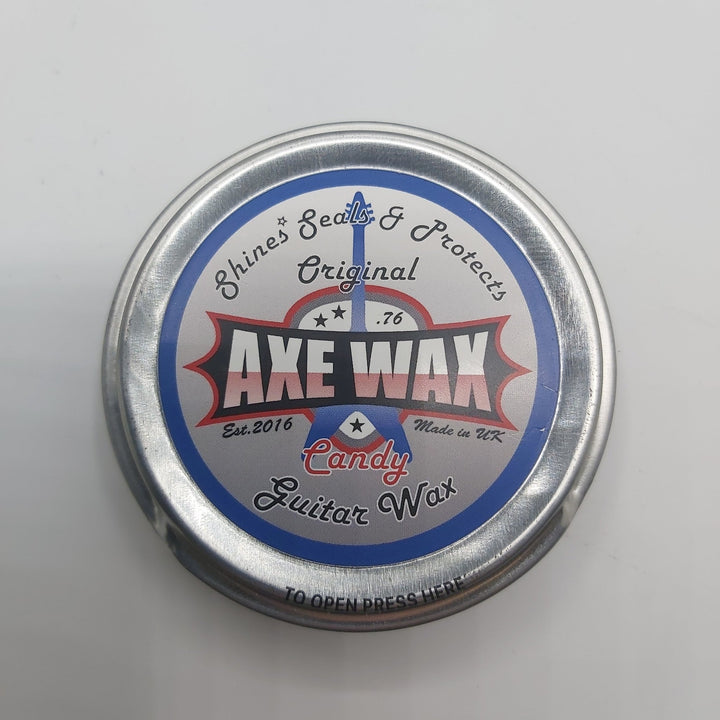 Shines Seals & Protects
Original
.76
AXE WAX
Est.2016
Made in UK
Candy
Guitar Wax
TO OPEN PRESS HERE